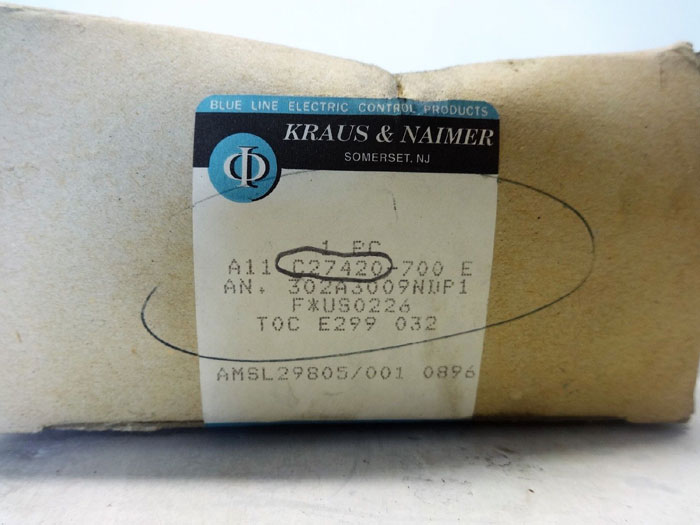 BLUE LINE ELECTRIC CONTROL PRODUCTS
KRAUS & NAIMER
SOMERSET, NJ
1 PC
A11 C27420-700 E
AN. 302A3009NDP1
F*US0226
TOC E299 032
AMSL29805/001 0896